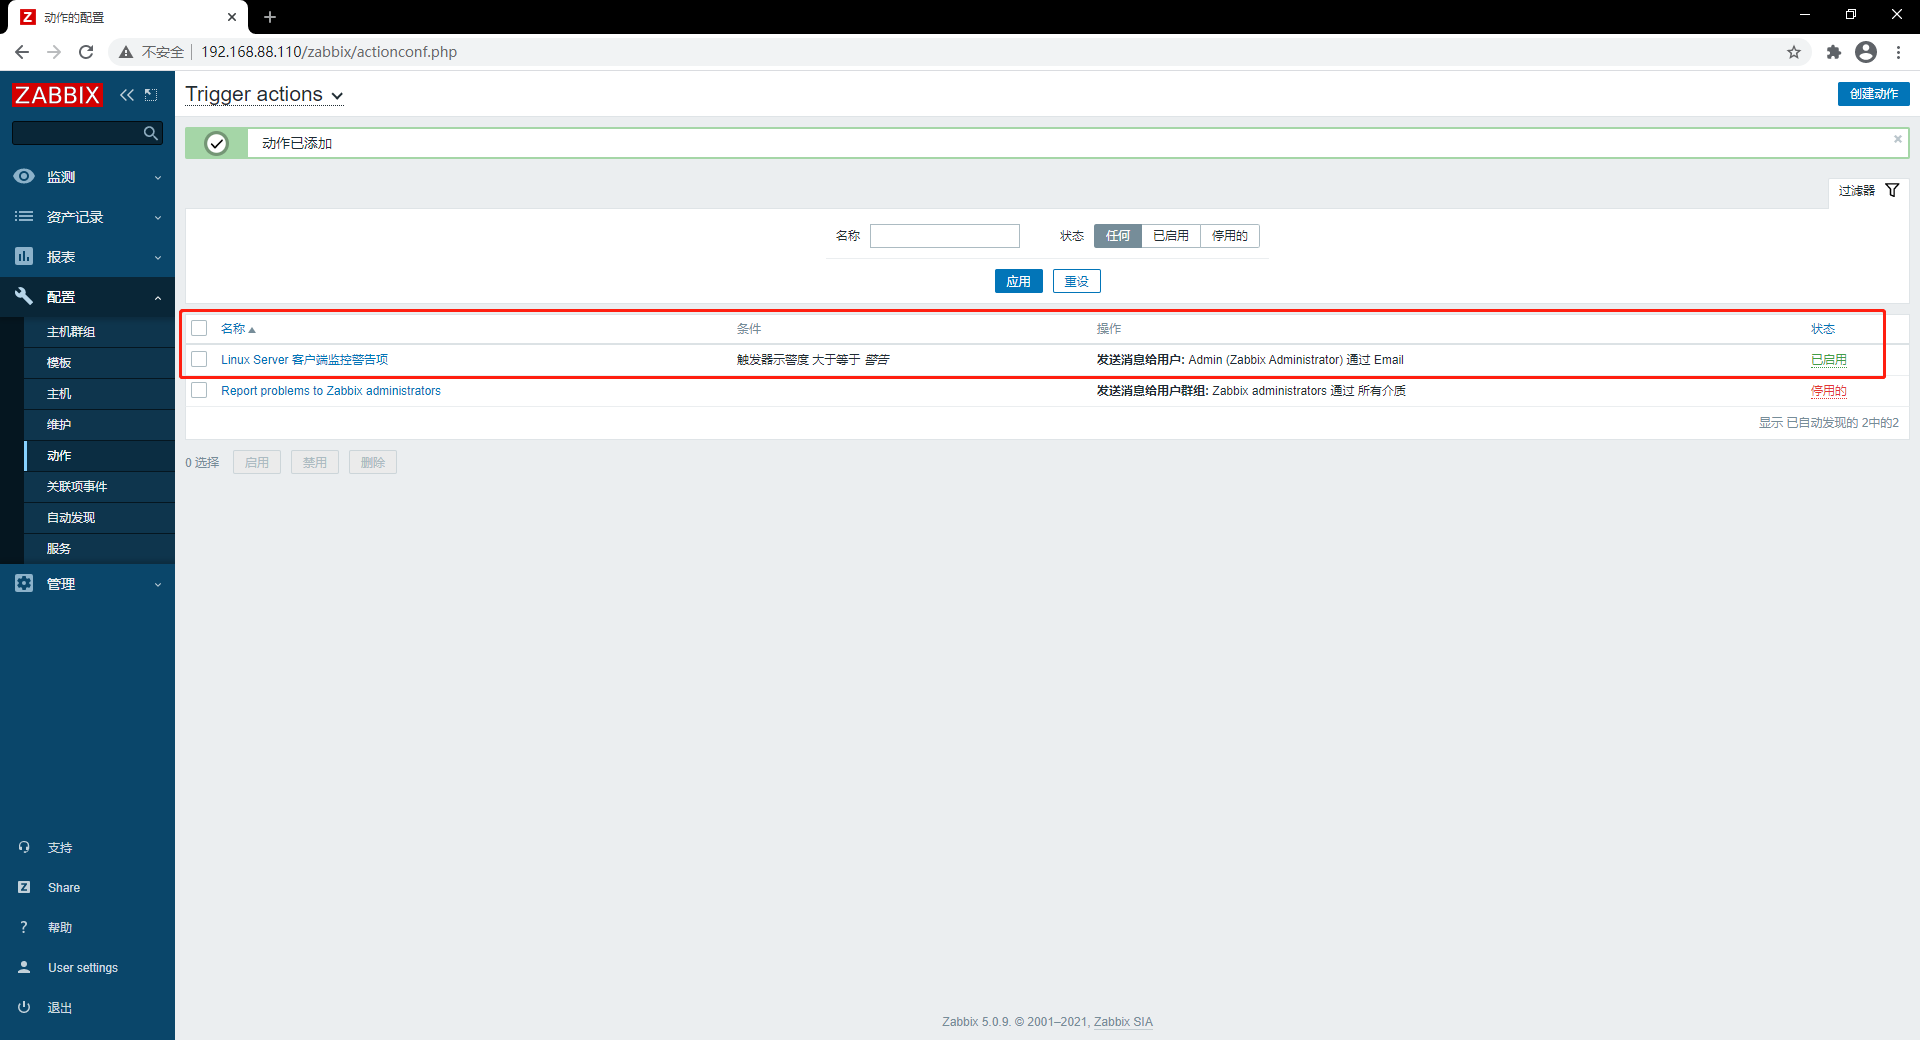 动作的配置
不安全 192.168.88.110/zabbix/actionconf.php
ZABBIX
Trigger actions
创建动作
动作已添加
监测
资产记录
报表
配置
主机群组
模板
主机
维护
动作
关联项事件
自动发现
服务
管理
支持
Share
帮助
User settings
退出
过滤器
名称 状态 任何 已启用 停用的
应用 重设
名称 条件 操作 状态
Linux Server 客户端监控警告项 触发器示警度 大于等于 警告 发送消息给用户: Admin (Zabbix Administrator) 通过 Email 已启用
Report problems to Zabbix administrators 发送消息给用户群组: Zabbix administrators 通过 所有介质 停用的
显示 已自动发现的 2中的2
0 选择 启用 禁用 删除
Zabbix 5.0.9. © 2001–2021, Zabbix SIA